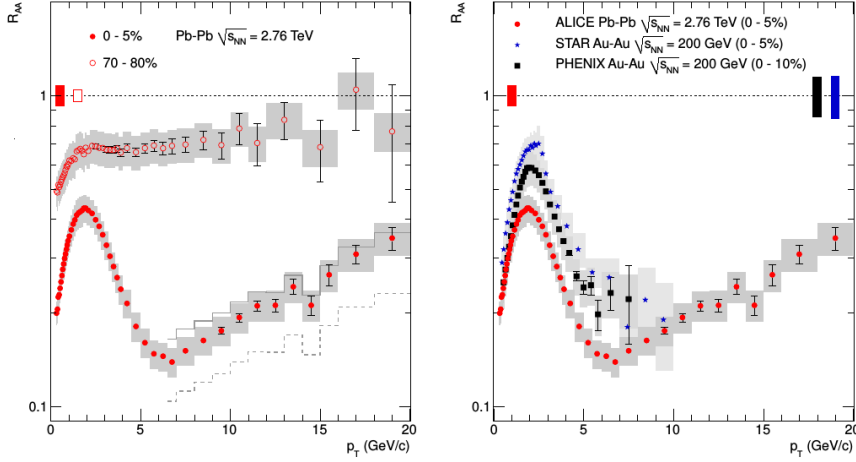 R_AA
0 - 5%
Pb-Pb √s_NN = 2.76 TeV
70 - 80%
1
0.1
0
5
10
15
20
p_T (GeV/c)
R_AA
ALICE Pb-Pb √s_NN = 2.76 TeV (0 - 5%)
STAR Au-Au √s_NN = 200 GeV (0 - 5%)
PHENIX Au-Au √s_NN = 200 GeV (0 - 10%)
1
0.1
0
5
10
15
20
p_T (GeV/c)